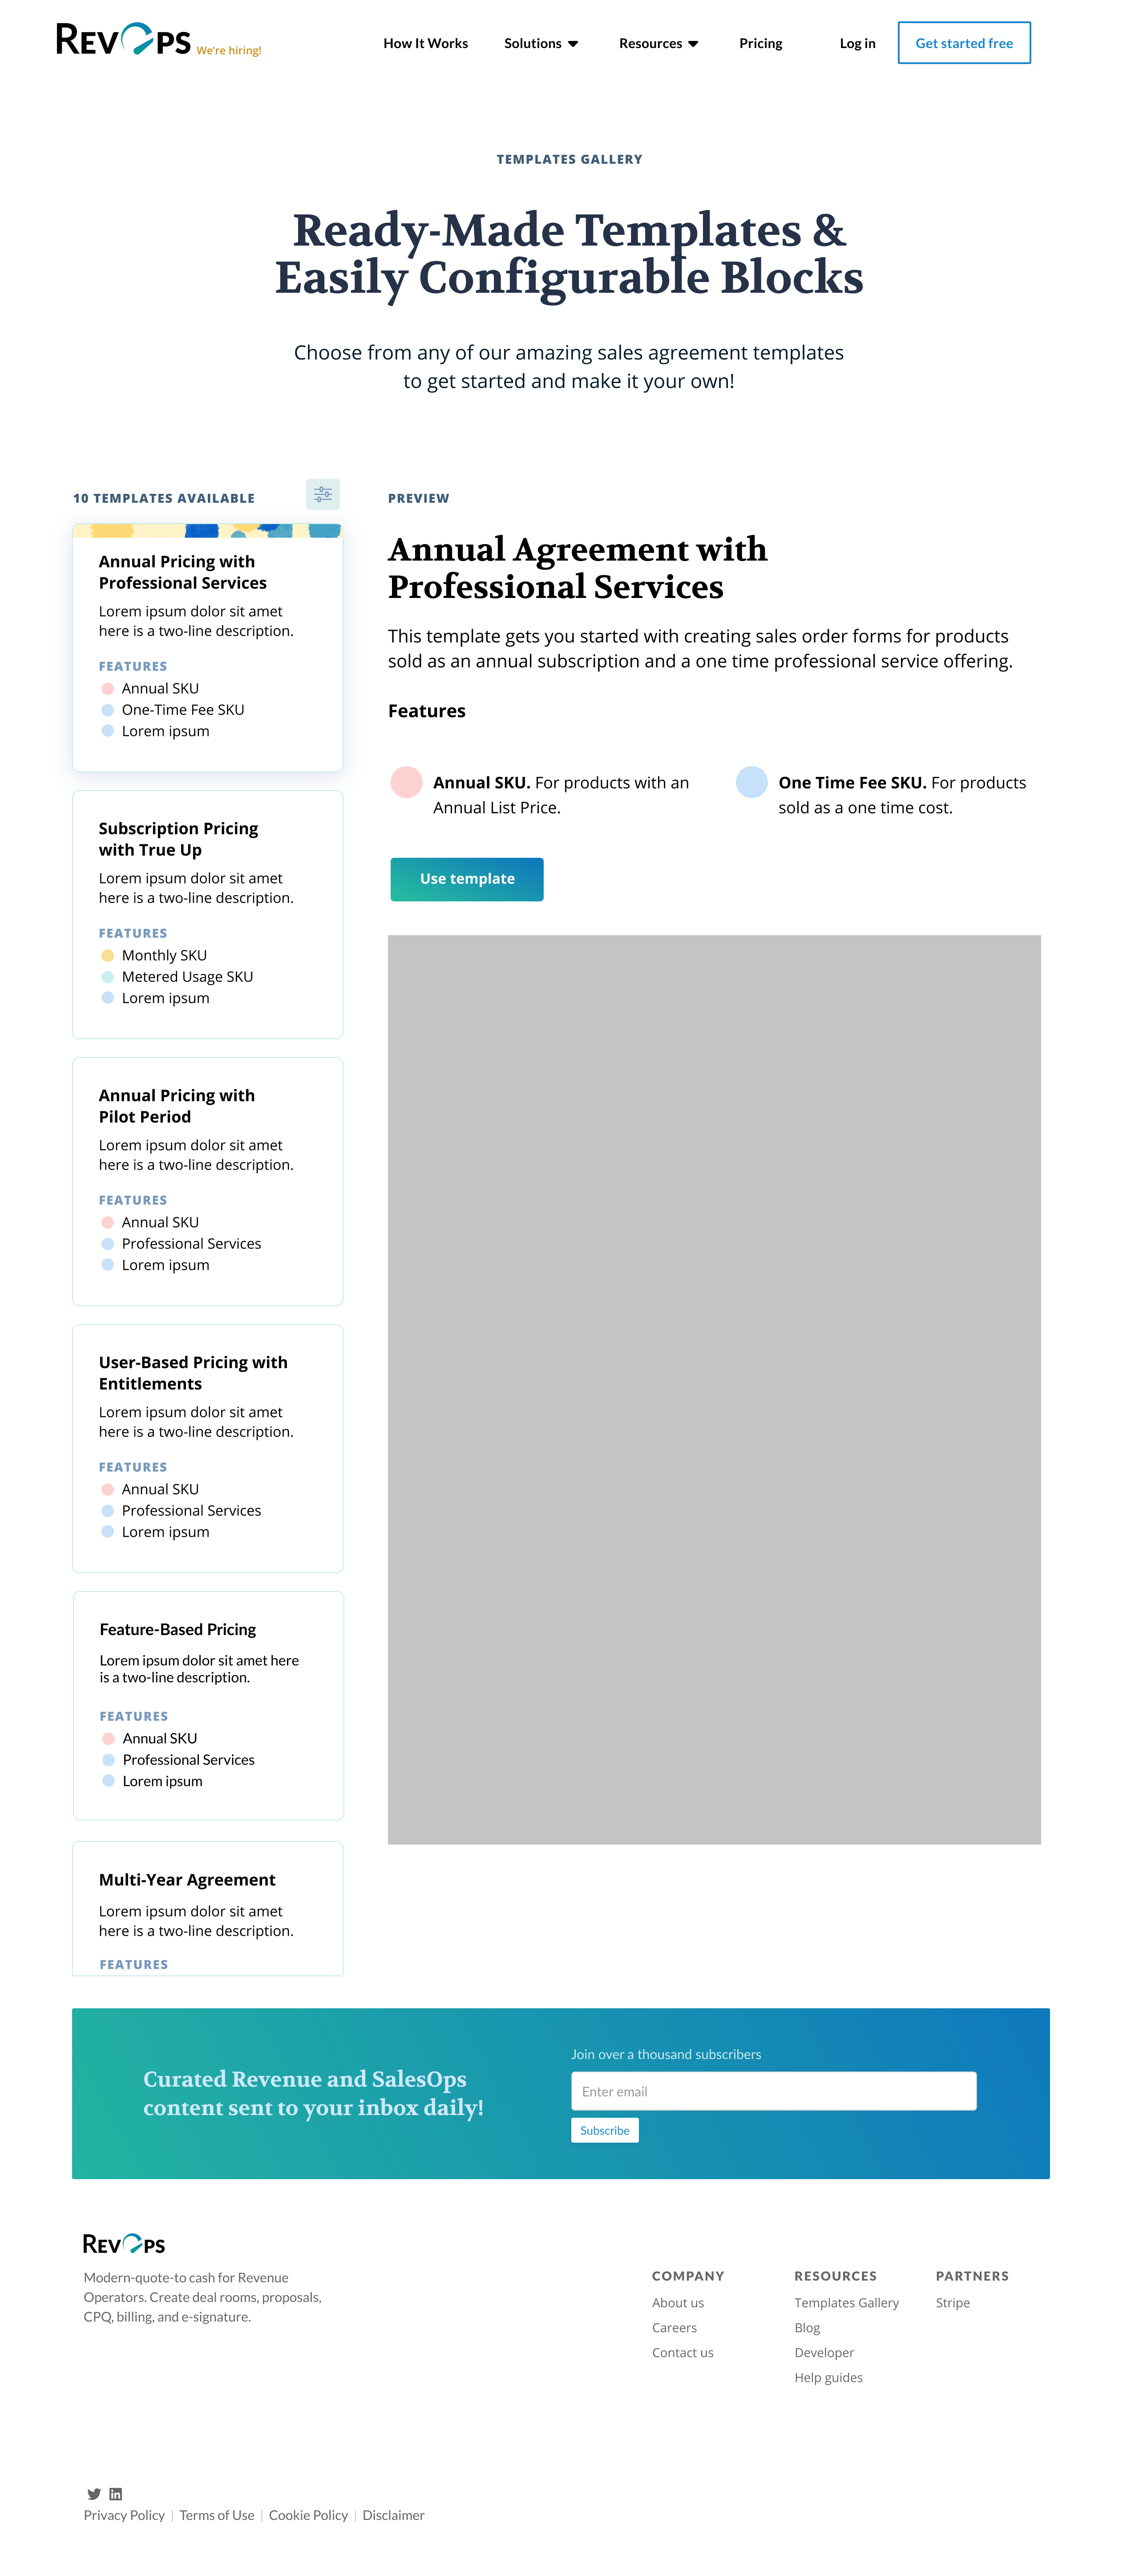 REVOPS We're hiring!
How It Works Solutions Resources Pricing Log in Get started free
TEMPLATES GALLERY
Ready-Made Templates &
Easily Configurable Blocks
Choose from any of our amazing sales agreement templates
to get started and make it your own!
10 TEMPLATES AVAILABLE
Annual Pricing with
Professional Services
Lorem ipsum dolor sit amet
here is a two-line description.
FEATURES
Annual SKU
One-Time Fee SKU
Lorem ipsum
Subscription Pricing
with True Up
Lorem ipsum dolor sit amet
here is a two-line description.
FEATURES
Monthly SKU
Metered Usage SKU
Lorem ipsum
Annual Pricing with
Pilot Period
Lorem ipsum dolor sit amet
here is a two-line description.
FEATURES
Annual SKU
Professional Services
Lorem ipsum
User-Based Pricing with
Entitlements
Lorem ipsum dolor sit amet
here is a two-line description.
FEATURES
Annual SKU
Professional Services
Lorem ipsum
Feature-Based Pricing
Lorem ipsum dolor sit amet here
is a two-line description.
FEATURES
Annual SKU
Professional Services
Lorem ipsum
Multi-Year Agreement
Lorem ipsum dolor sit amet
here is a two-line description.
FEATURES
PREVIEW
Annual Agreement with
Professional Services
This template gets you started with creating sales order forms for products
sold as an annual subscription and a one time professional service offering.
Features
Annual SKU. For products with an
Annual List Price.
One Time Fee SKU. For products
sold as a one time cost.
Use template
Curated Revenue and SalesOps
content sent to your inbox daily!
Join over a thousand subscribers
Enter email
Subscribe
REVOPS
Modern-quote-to cash for Revenue
Operators. Create deal rooms, proposals,
CPQ, billing, and e-signature.
COMPANY
About us
Careers
Contact us
RESOURCES
Templates Gallery
Blog
Developer
Help guides
PARTNERS
Stripe
Privacy Policy | Terms of Use | Cookie Policy | Disclaimer